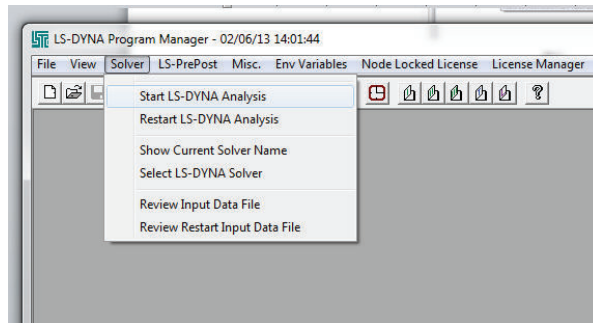 LS-DYNA Program Manager - 02/06/13 14:01:44
File View Solver LS-PrePost Misc. Env Variables Node Locked License License Manager
?
Start LS-DYNA Analysis
Restart LS-DYNA Analysis
Show Current Solver Name
Select LS-DYNA Solver
Review Input Data File
Review Restart Input Data File